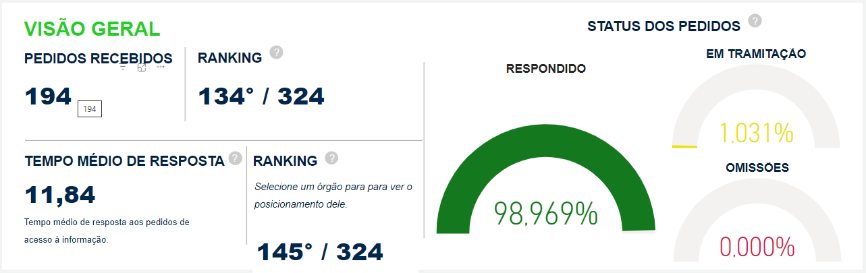 VISÃO GERAL
PEDIDOS RECEBIDOS
194
194
RANKING ?
134° / 324
TEMPO MÉDIO DE RESPOSTA ?
11,84
Tempo médio de resposta aos pedidos de
acesso à informação.
RANKING ?
Selecione um órgão para para ver o
posicionamento dele.
145° / 324
STATUS DOS PEDIDOS ?
RESPONDIDO
98,969%
EM TRAMITAÇÃO
1,031%
OMISSÕES
0,000%